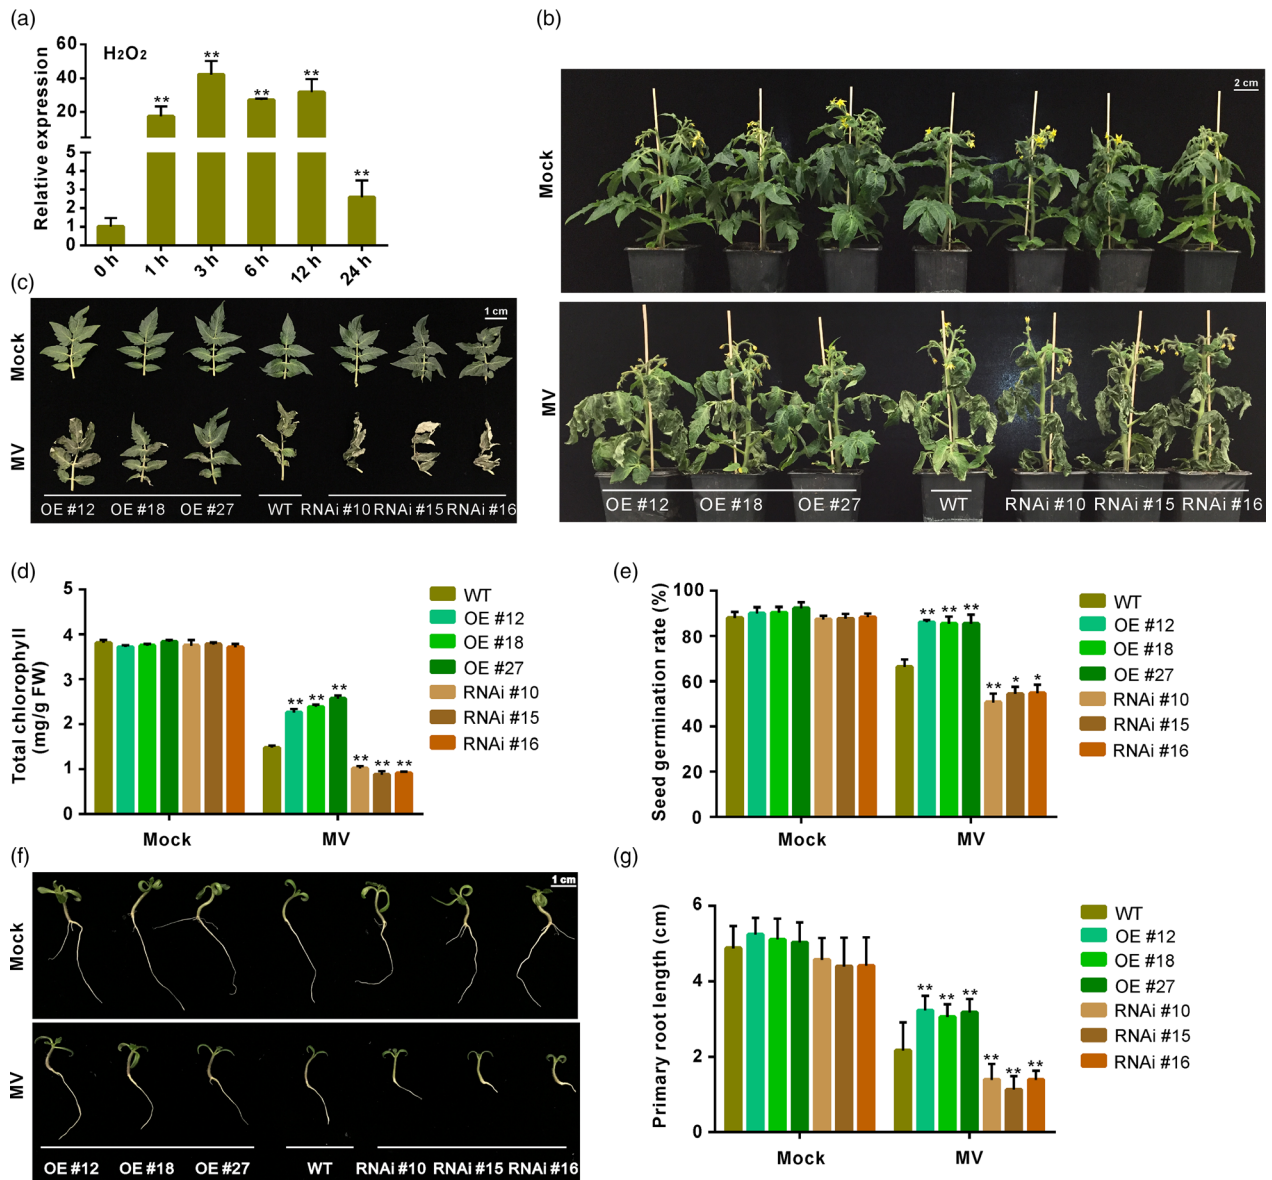 (a)
H2O2
Relative expression
60
40
20
5
4
3
2
1
0
**
**
**
**
**
0 h
1 h
3 h
6 h
12 h
24 h
(b)
Mock
2 cm
MV
OE #12
OE #18
OE #27
WT
RNAi #10
RNAi #15
RNAi #16
(c)
Mock
1 cm
MV
OE #12
OE #18
OE #27
WT
RNAi #10
RNAi #15
RNAi #16
(d)
Total chlorophyll
(mg/g FW)
5
4
3
2
1
0
**
**
**
**
**
**
Mock
MV
WT
OE #12
OE #18
OE #27
RNAi #10
RNAi #15
RNAi #16
(e)
Seed germination rate (%)
100
80
60
40
20
0
**
**
**
**
*
*
Mock
MV
WT
OE #12
OE #18
OE #27
RNAi #10
RNAi #15
RNAi #16
(f)
Mock
1 cm
MV
OE #12
OE #18
OE #27
WT
RNAi #10
RNAi #15
RNAi #16
(g)
Primary root length (cm)
6
4
2
0
**
**
**
**
**
**
Mock
MV
WT
OE #12
OE #18
OE #27
RNAi #10
RNAi #15
RNAi #16